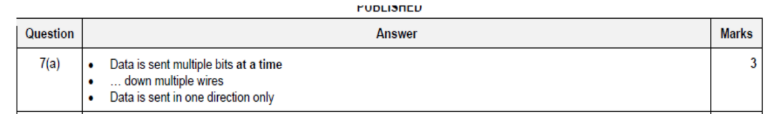 PUBLISHED
Question Answer Marks
7(a) • Data is sent multiple bits at a time 3
• … down multiple wires
• Data is sent in one direction only